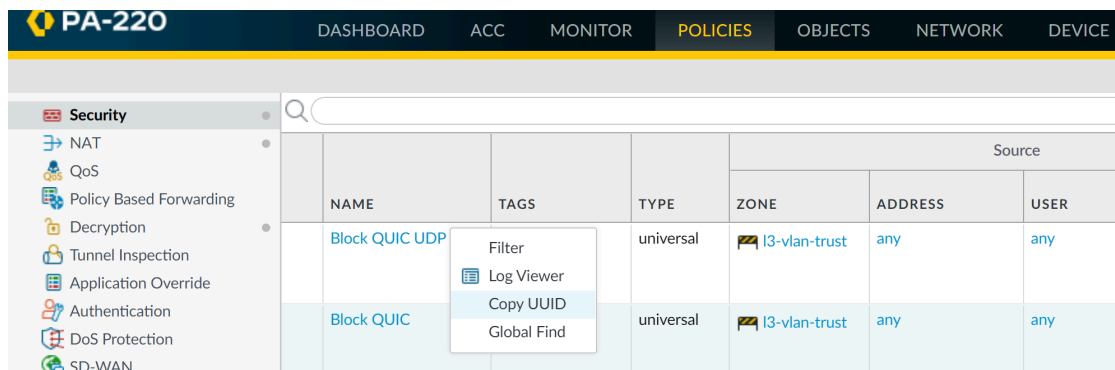 PA-220
DASHBOARD ACC MONITOR POLICIES OBJECTS NETWORK DEVICE
Security
NAT
QoS
QoS
Policy Based Forwarding
Decryption
Tunnel Inspection
Application Override
Authentication
DoS Protection
SD-WAN
Source
NAME TAGS TYPE ZONE ADDRESS USER
Block QUIC UDP universal l3-vlan-trust any any
Filter
Log Viewer
Copy UUID
Global Find
Block QUIC universal l3-vlan-trust any any